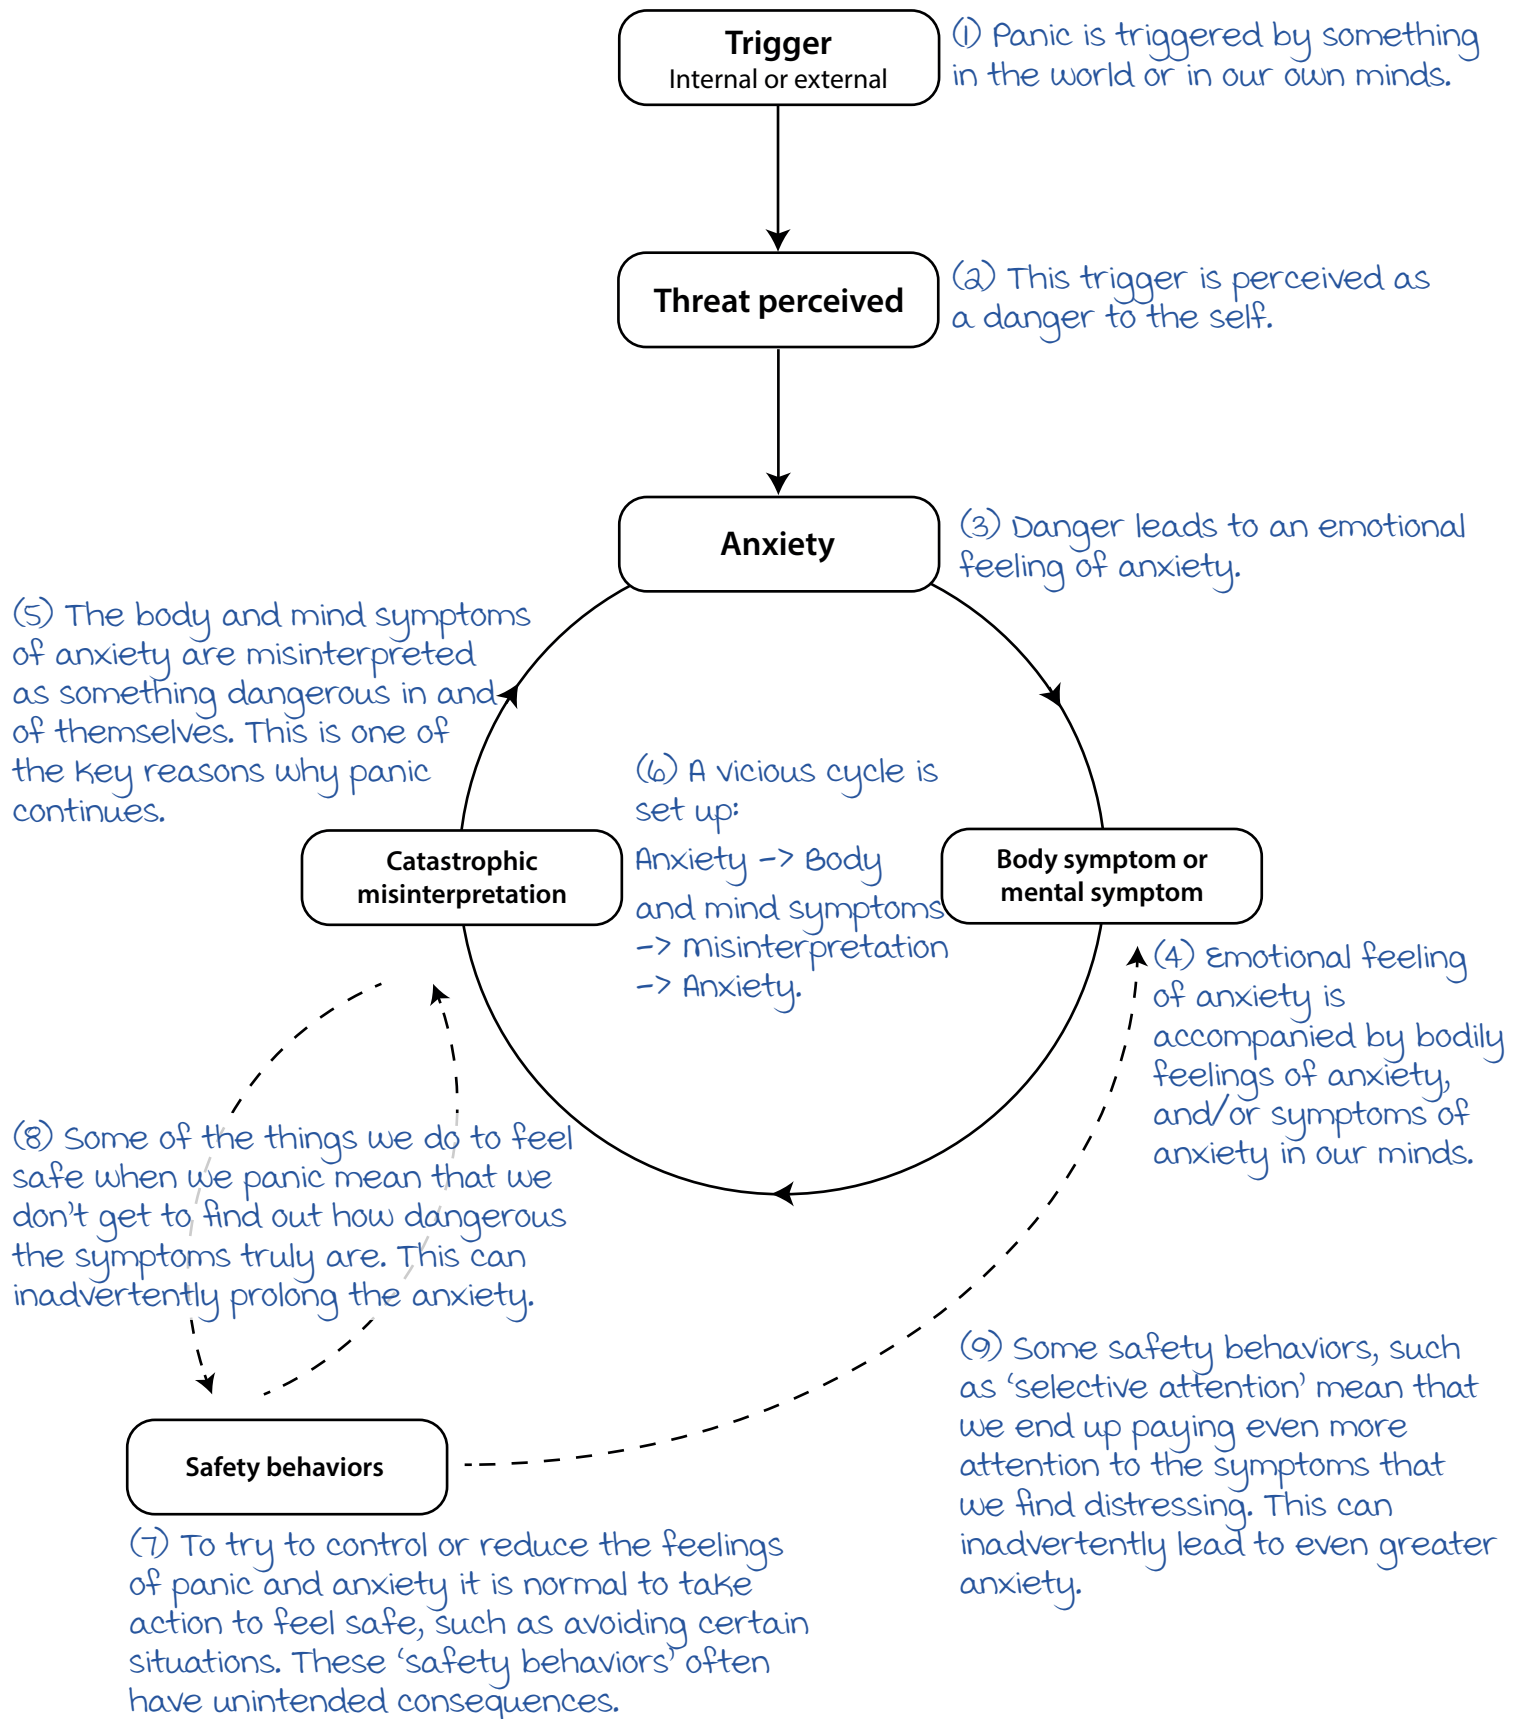 Trigger
Internal or external
(1) Panic is triggered by something
in the world or in our own minds.
Threat perceived
(2) This trigger is perceived as
a danger to the self.
Anxiety
(3) Danger leads to an emotional
feeling of anxiety.
(5) The body and mind symptoms
of anxiety are misinterpreted
as something dangerous in and
of themselves. This is one of
the key reasons why panic
continues.
(6) A vicious cycle is
set up:
Anxiety -> Body
and mind symptoms
-> misinterpretation
-> Anxiety.
Catastrophic
misinterpretation
Body symptom or
mental symptom
(4) Emotional feeling
of anxiety is
accompanied by bodily
feelings of anxiety,
and/or symptoms of
anxiety in our minds.
(8) Some of the things we do to feel
safe when we panic mean that we
don't get to find out how dangerous
the symptoms truly are. This can
inadvertently prolong the anxiety.
(9) Some safety behaviors, such
as 'selective attention' mean that
we end up paying even more
attention to the symptoms that
we find distressing. This can
inadvertently lead to even greater
anxiety.
Safety behaviors
(7) To try to control or reduce the feelings
of panic and anxiety it is normal to take
action to feel safe, such as avoiding certain
situations. These 'safety behaviors' often
have unintended consequences.